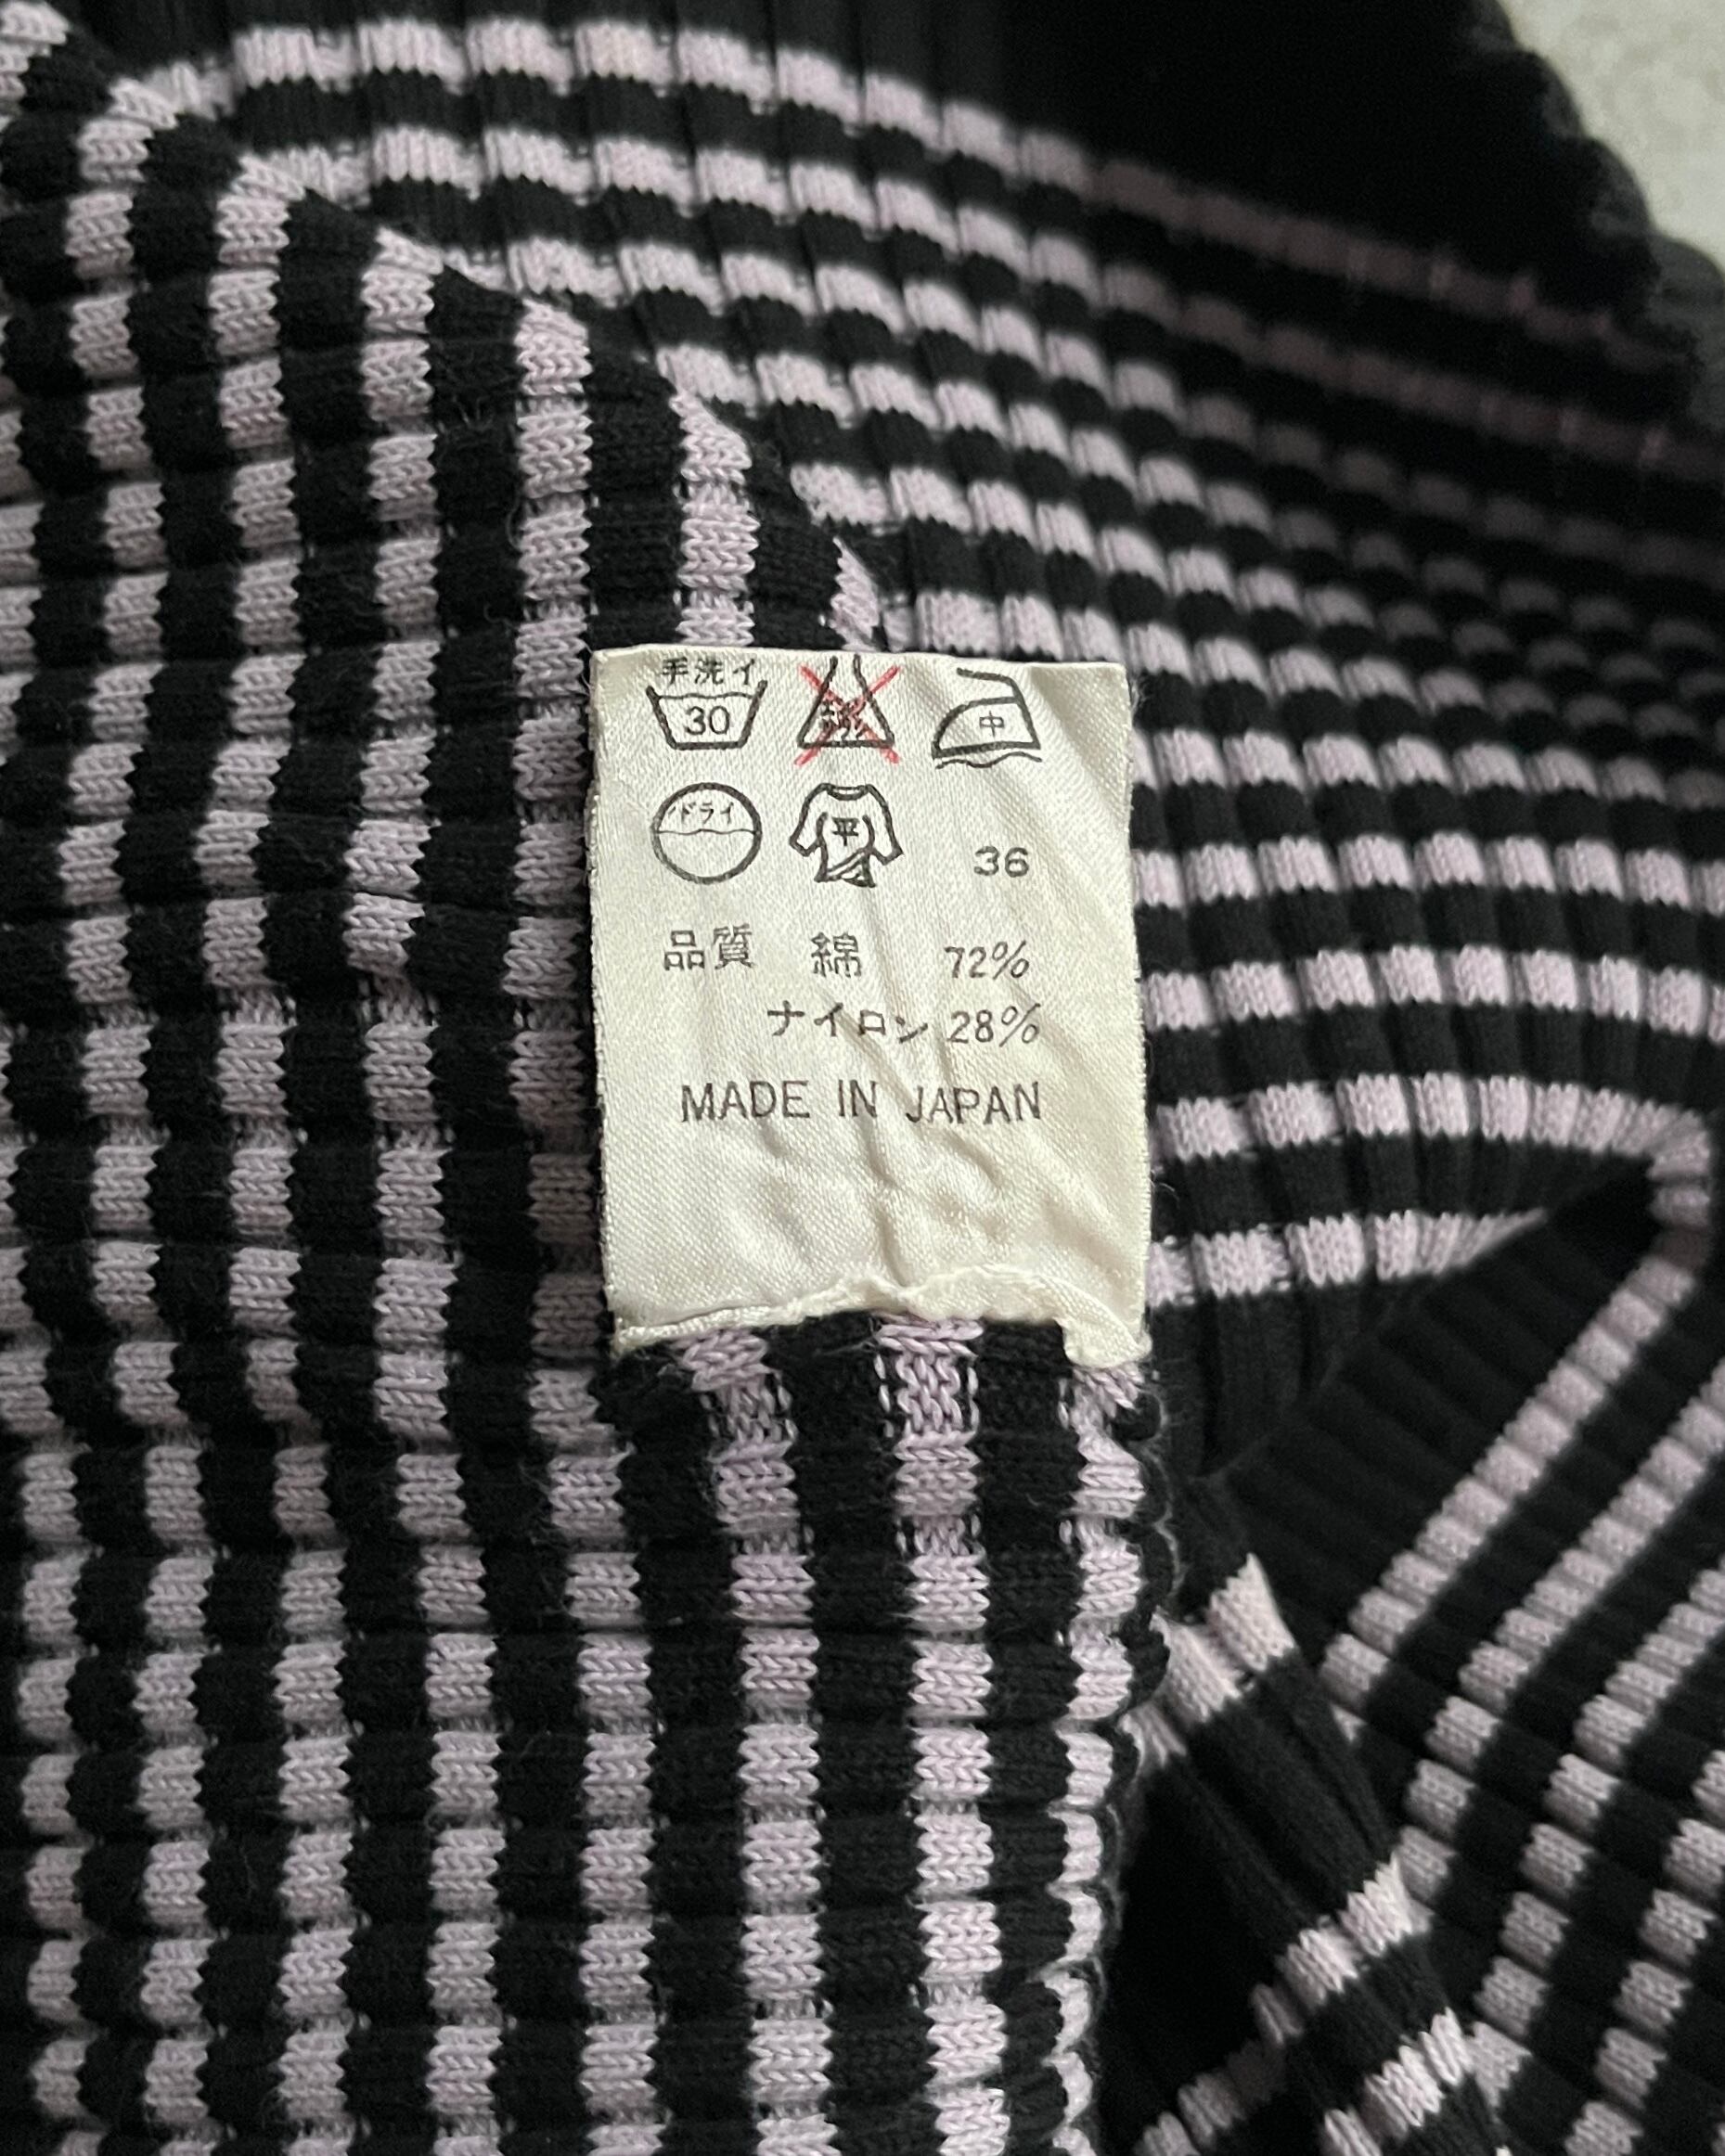 手洗イ
30 中
ドライ 平 36
品質 綿 72%
ナイロン 28%
MADE IN JAPAN